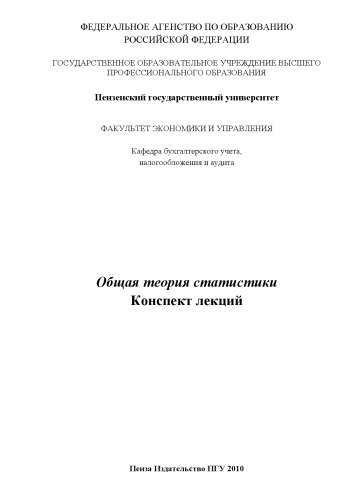 ФЕДЕРАЛЬНОЕ АГЕНСТВО ПО ОБРАЗОВАНИЮ
РОССИЙСКОЙ ФЕДЕРАЦИИ
ГОСУДАРСТВЕННОЕ ОБРАЗОВАТЕЛЬНОЕ УЧРЕЖДЕНИЕ ВЫСШЕГО
ПРОФЕССИОНАЛЬНОГО ОБРАЗОВАНИЯ
Пензенский государственный университет
ФАКУЛЬТЕТ ЭКОНОМИКИ И УПРАВЛЕНИЯ
Кафедра бухгалтерского учета,
налогообложения и аудита
Общая теория статистики
Конспект лекций
Пенза Издательство ПГУ 2010